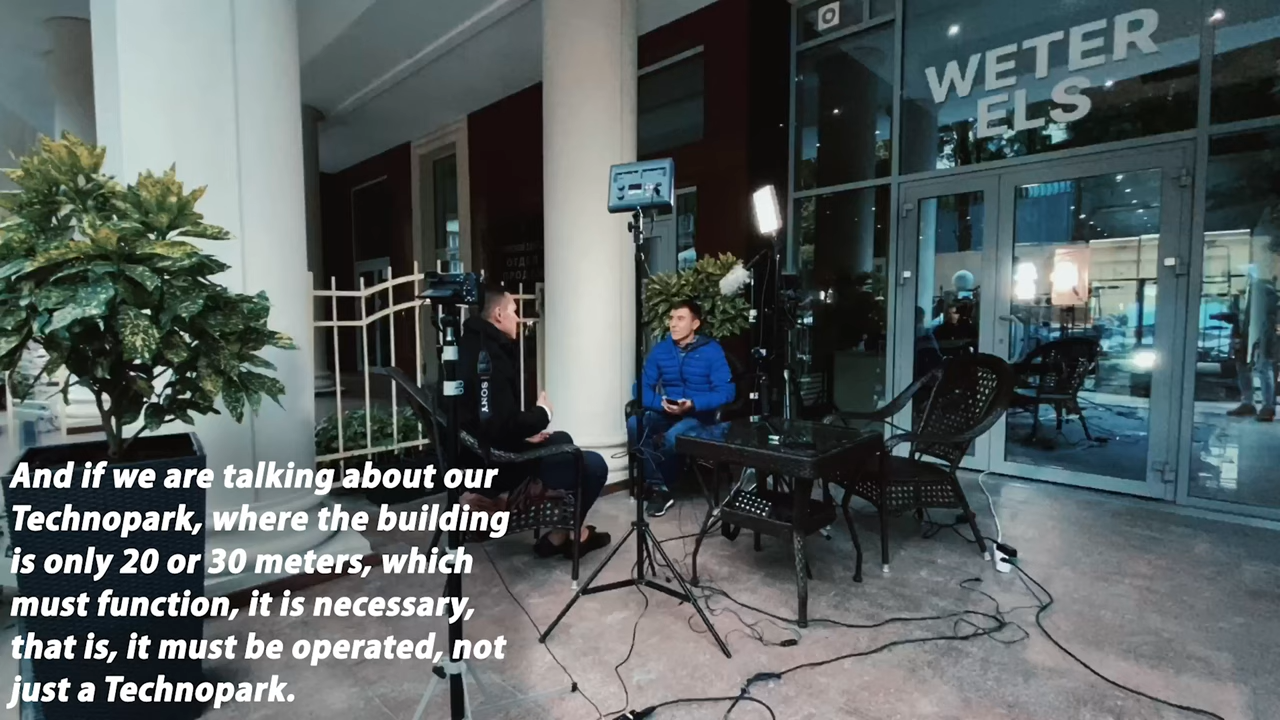 WETER
ELS
ОТДЕЛ
SONY
And if we are talking about our
Technopark, where the building
is only 20 or 30 meters, which
must function, it is necessary,
that is, it must be operated, not
just a Technopark.